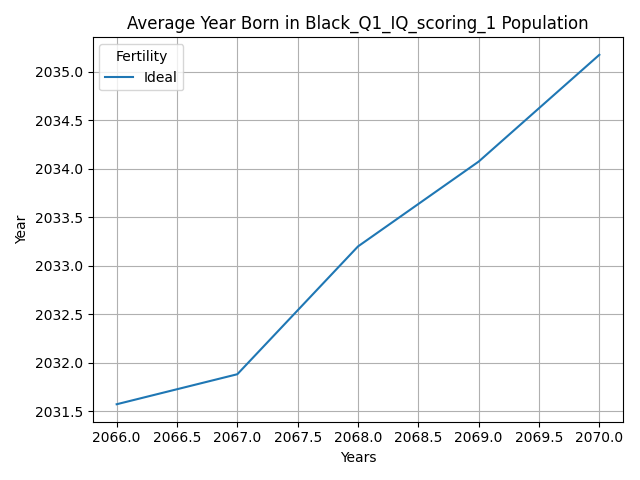 Average Year Born in Black_Q1_IQ_scoring_1 Population
Fertility
Ideal
2035.0
2034.5
2034.0
2033.5
2033.0
2032.5
2032.0
2031.5
Year
2066.0 2066.5 2067.0 2067.5 2068.0 2068.5 2069.0 2069.5 2070.0
Years